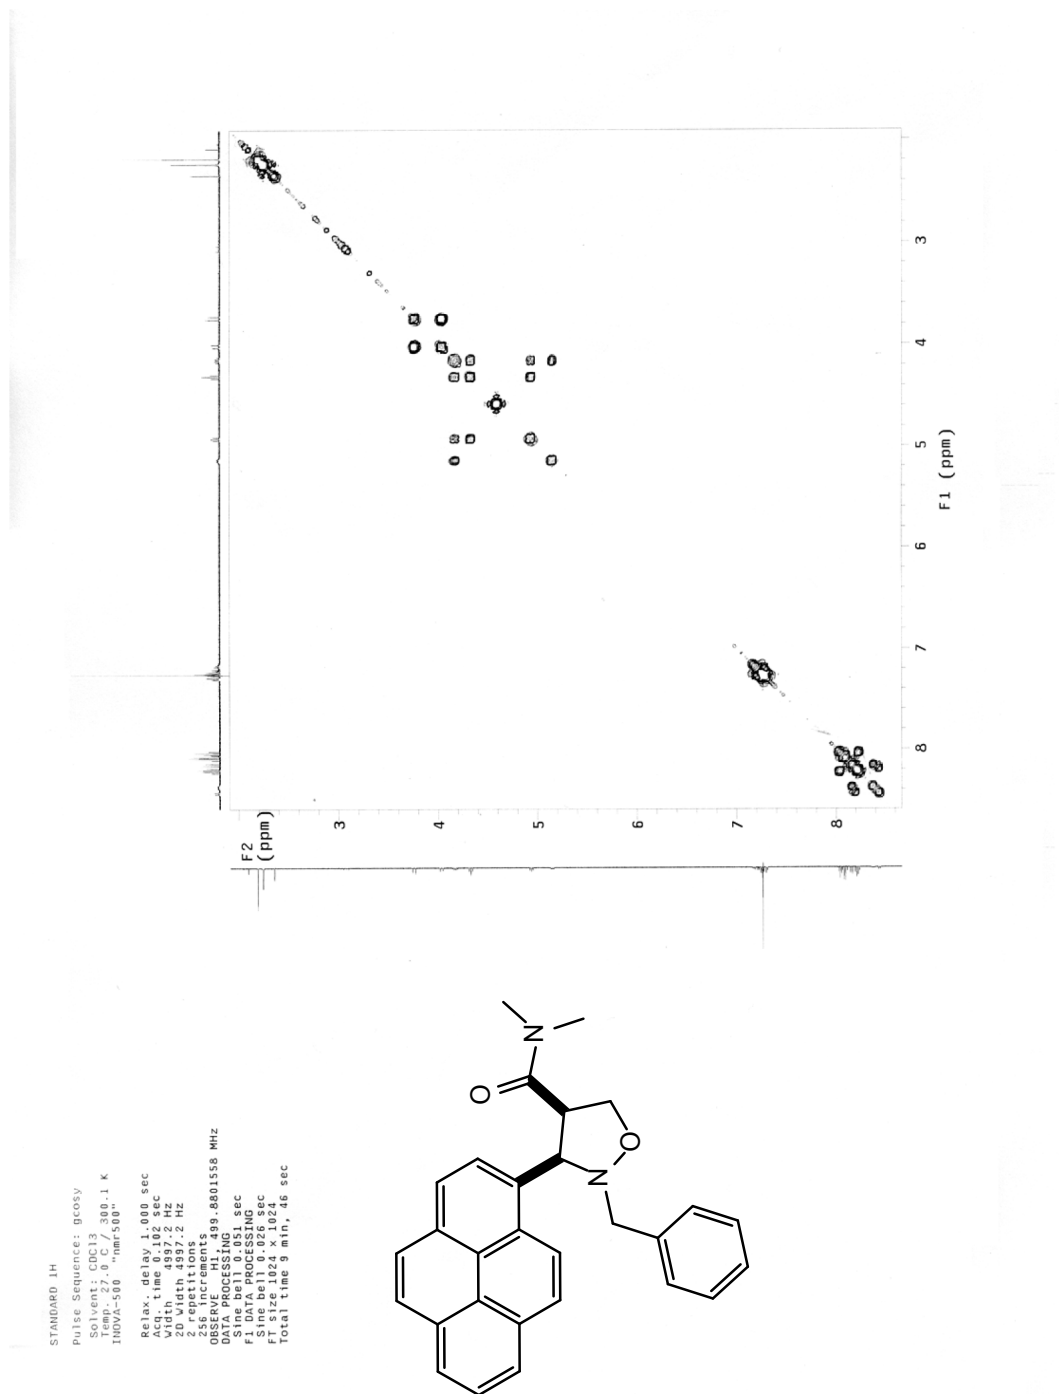 STANDARD 1H
Pulse Sequence: gcosy
Solvent: CDCl3
Temp. 27.0 C / 300.1 K
INOVA-500 "nmr500"
Relax. delay 1.000 sec
Acq. time 0.102 sec
Width 4997.2 Hz
2D Width 4997.2 Hz
2 repetitions
256 increments
OBSERVE H1, 499.8801558 MHz
DATA PROCESSING
Sine bell 0.051 sec
F1 DATA PROCESSING
Sine bell 0.026 sec
FT size 1024 x 1024
Total time 9 min, 46 sec
F2
(ppm)
3
4
5
6
7
8
F1 (ppm)
3
4
5
6
7
8
O
N
N
O